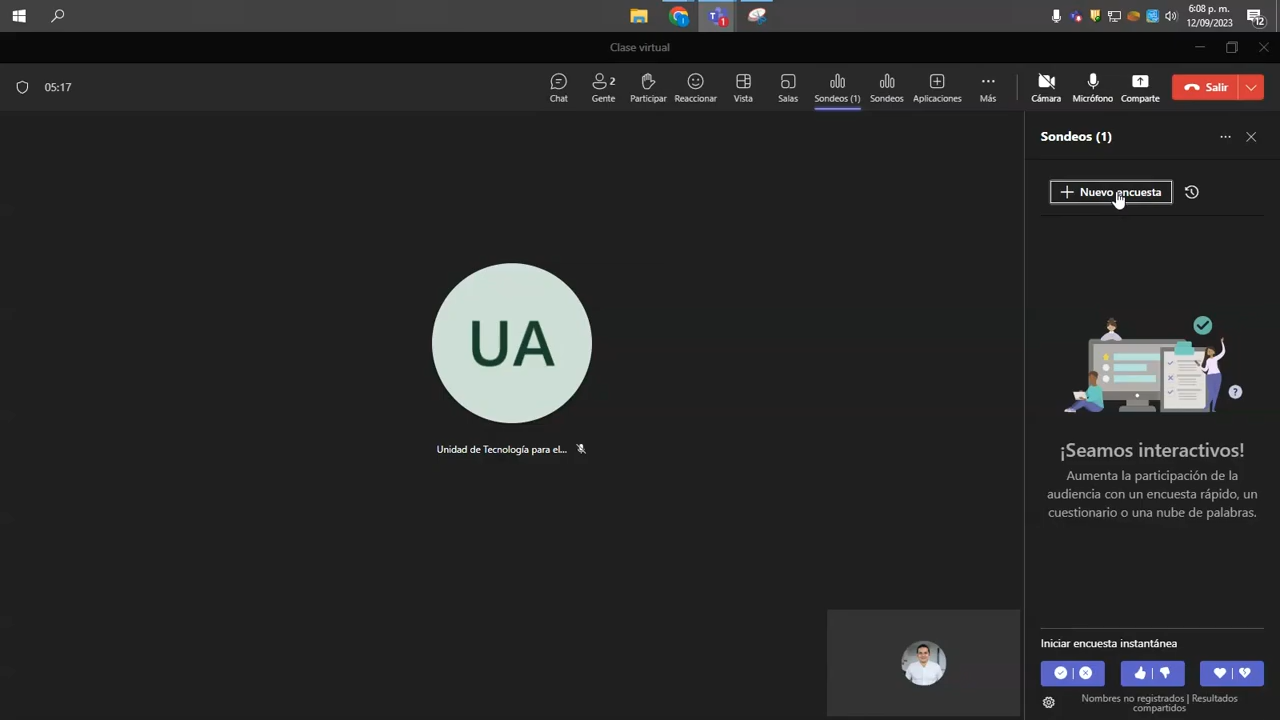 6:08 p. m.
12/09/2023
12
1
Clase virtual
05:17
Chat
Gente
2
Participar
Reaccionar
Vista
Salas
Sondeos (1)
Sondeos
Aplicaciones
Más
Cámara
Micrófono
Comparte
Salir
Sondeos (1)
Nuevo encuesta
UA
Unidad de Tecnología para el...
¡Seamos interactivos!
Aumenta la participación de la
audiencia con un encuesta rápido, un
cuestionario o una nube de palabras.
Iniciar encuesta instantánea
Nombres no registrados | Resultados
compartidos